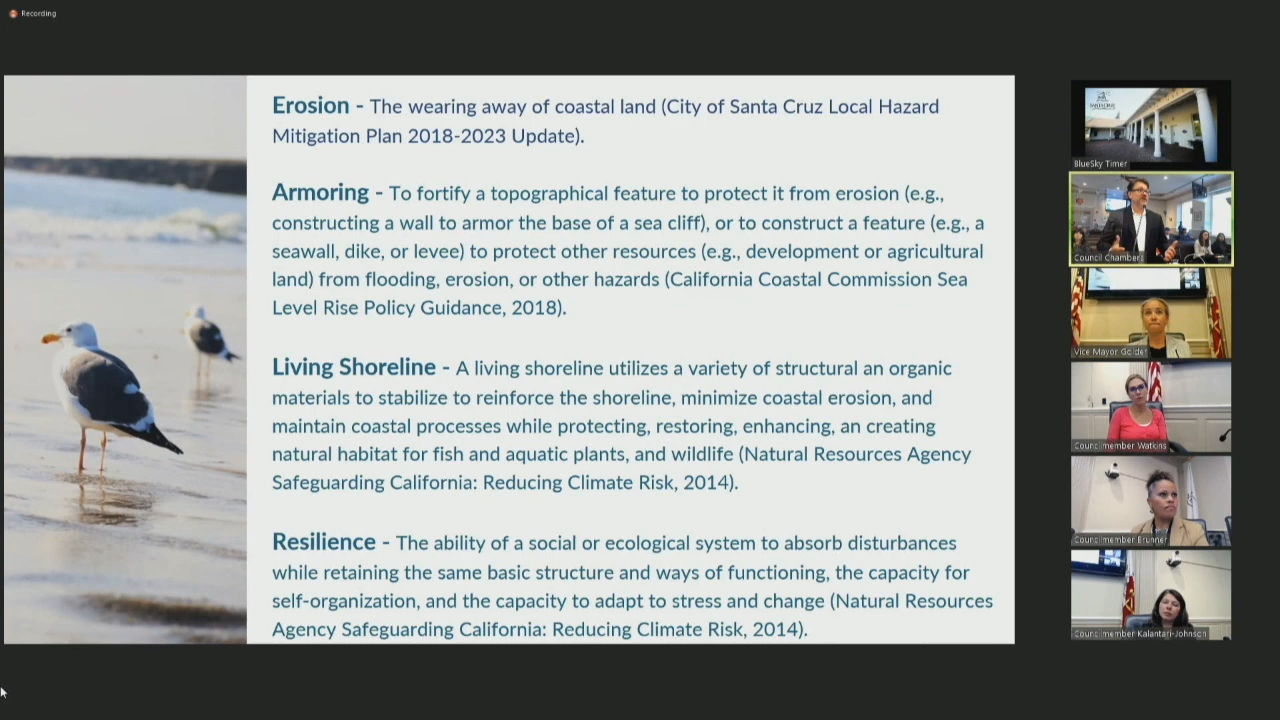 Recording
Erosion - The wearing away of coastal land (City of Santa Cruz Local Hazard
Mitigation Plan 2018-2023 Update).
Armoring - To fortify a topographical feature to protect it from erosion (e.g.,
constructing a wall to armor the base of a sea cliff), or to construct a feature (e.g., a
seawall, dike, or levee) to protect other resources (e.g., development or agricultural
land) from flooding, erosion, or other hazards (California Coastal Commission Sea
Level Rise Policy Guidance, 2018).
Living Shoreline - A living shoreline utilizes a variety of structural an organic
materials to stabilize to reinforce the shoreline, minimize coastal erosion, and
maintain coastal processes while protecting, restoring, enhancing, an creating
natural habitat for fish and aquatic plants, and wildlife (Natural Resources Agency
Safeguarding California: Reducing Climate Risk, 2014).
Resilience - The ability of a social or ecological system to absorb disturbances
while retaining the same basic structure and ways of functioning, the capacity for
self-organization, and the capacity to adapt to stress and change (Natural Resources
Agency Safeguarding California: Reducing Climate Risk, 2014).
SANTA CRUZ
BlueSky Timer
Council Chambers
Vice Mayor Golder
Councilmember Watkins
Councilmember Brunner
Councilmember Kalantari-Johnson